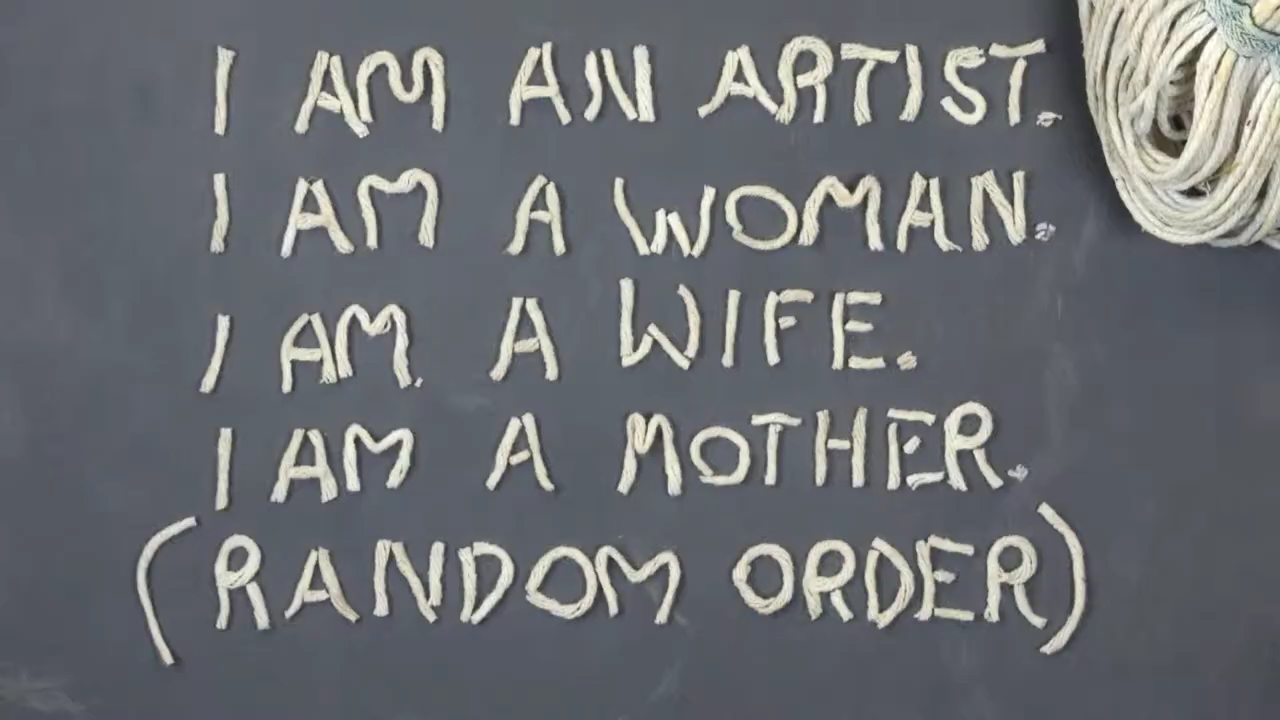 I AM AN ARTIST.
I AM A WOMAN.
I AM. A WIFE.
I AM A MOTHER.
(RANDOM ORDER)